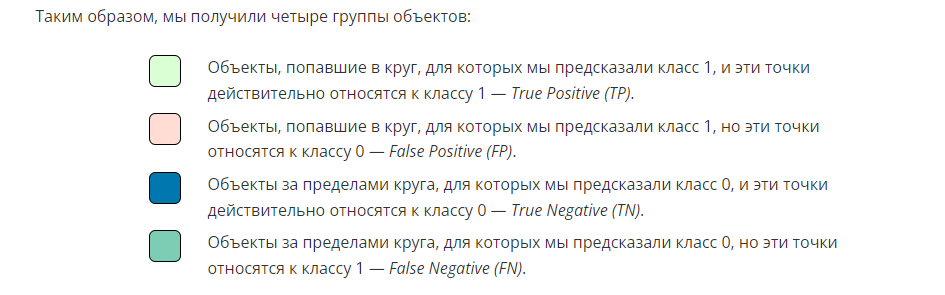 Таким образом, мы получили четыре группы объектов:
Объекты, попавшие в круг, для которых мы предсказали класс 1, и эти точки
действительно относятся к классу 1 — True Positive (TP).
Объекты, попавшие в круг, для которых мы предсказали класс 1, но эти точки
относятся к классу 0 — False Positive (FP).
Объекты за пределами круга, для которых мы предсказали класс 0, и эти точки
действительно относятся к классу 0 — True Negative (TN).
Объекты за пределами круга, для которых мы предсказали класс 0, но эти точки
относятся к классу 1 — False Negative (FN).